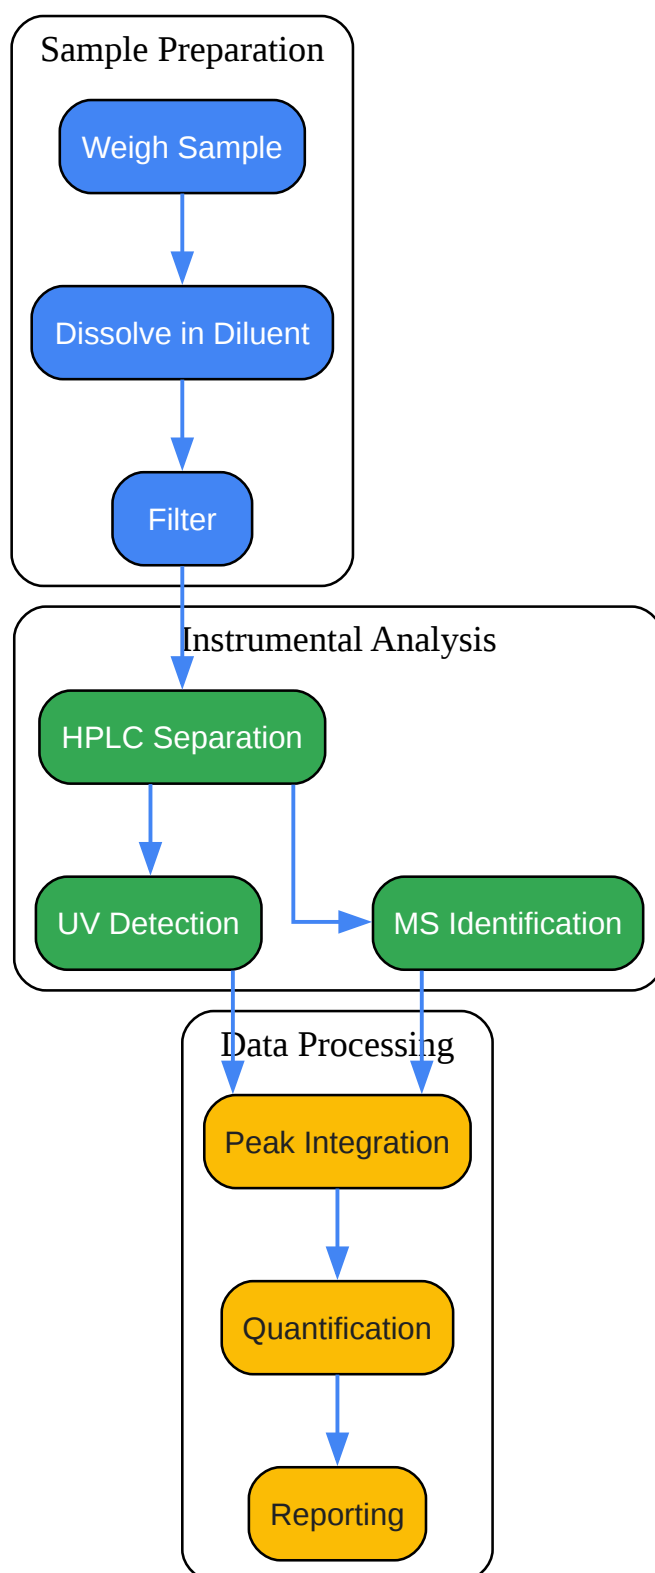 Sample Preparation
Weigh Sample
Dissolve in Diluent
Filter
Instrumental Analysis
HPLC Separation
UV Detection
MS Identification
Data Processing
Peak Integration
Quantification
Reporting